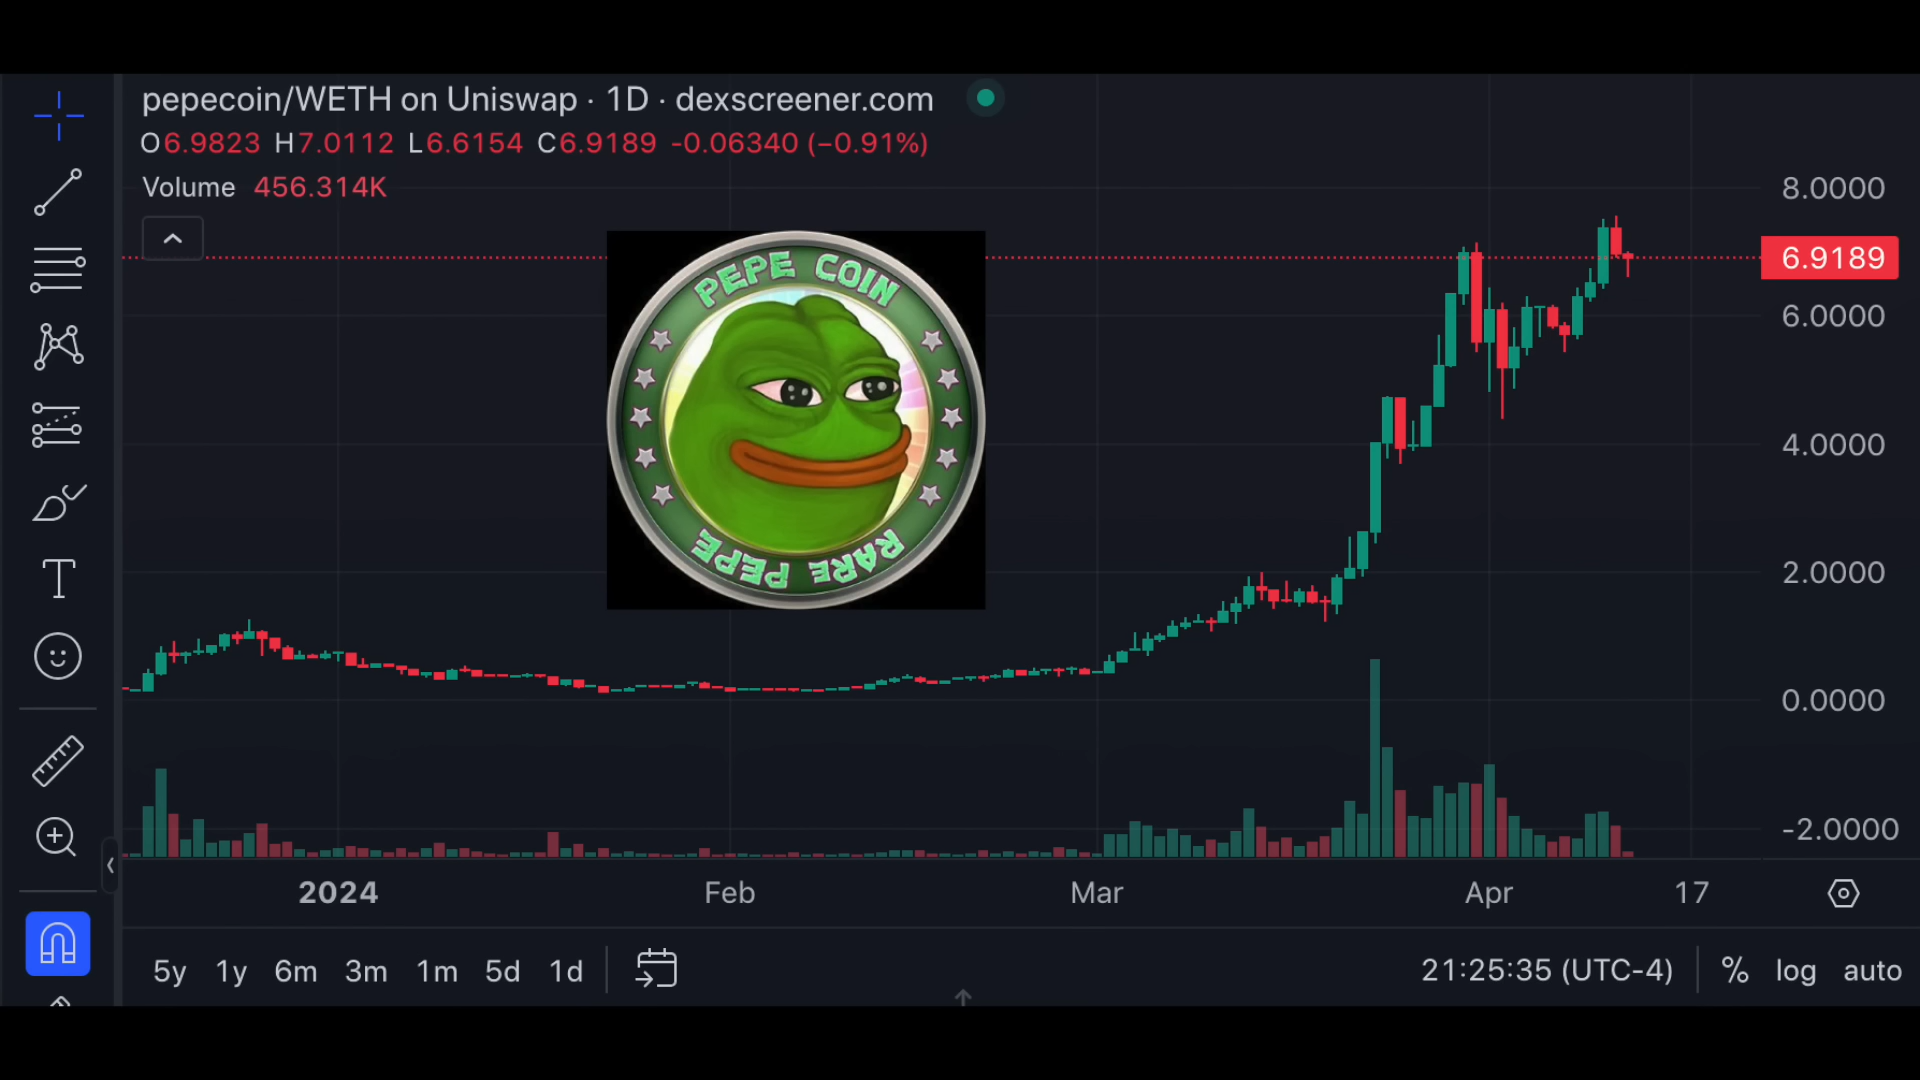 pepecoin/WETH on Uniswap · 1D · dexscreener.com
O6.9823 H7.0112 L6.6154 C6.9189 -0.06340 (−0.91%)
Volume 456.314K
8.0000
6.9189
6.0000
4.0000
2.0000
0.0000
-2.0000
PEPE COIN
RARE PEPE
2024 Feb Mar Apr 17
5y 1y 6m 3m 1m 5d 1d
21:25:35 (UTC-4) % log auto